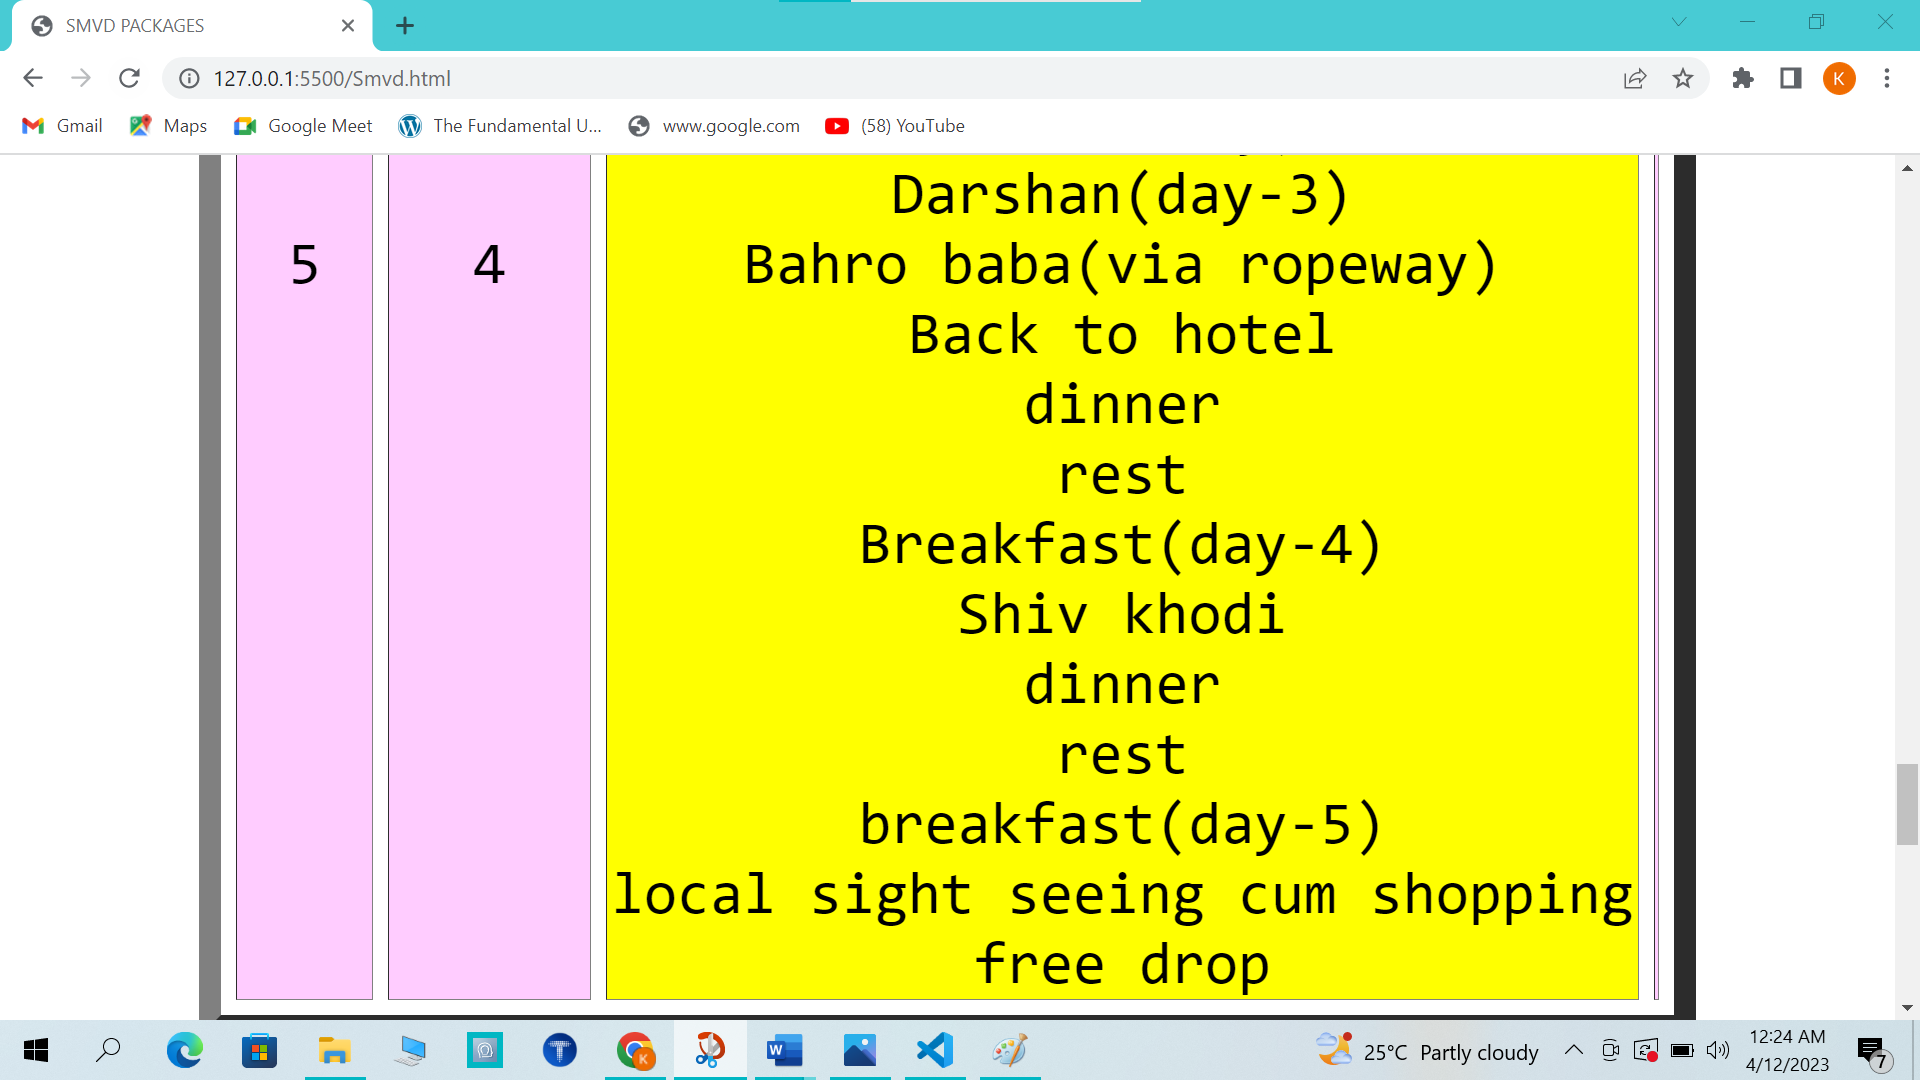 SMVD PACKAGES
127.0.0.1:5500/Smvd.html
K
Gmail
Maps
Google Meet
The Fundamental U...
www.google.com
(58) YouTube
Darshan(day-3)
5
4
Bahro baba(via ropeway)
Back to hotel
dinner
rest
Breakfast(day-4)
Shiv khodi
dinner
rest
breakfast(day-5)
local sight seeing cum shopping
free drop
25°C Partly cloudy
12:24 AM
4/12/2023
7